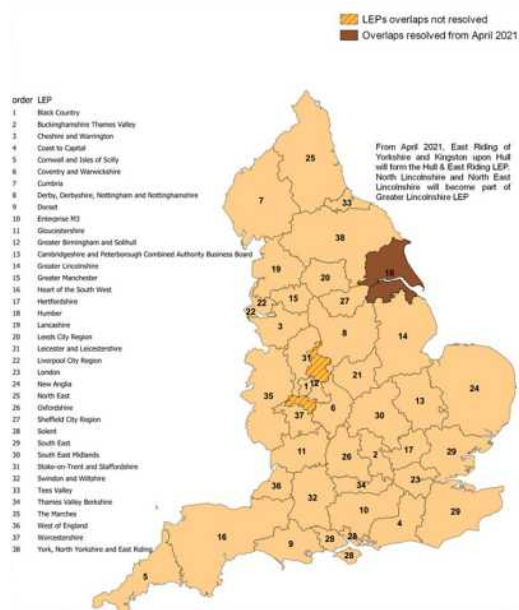 LEPs overlaps not resolved
Overlaps resolved from April 2021
order LEP
1 Black Country
2 Buckinghamshire Thames Valley
3 Cheshire and Warrington
4 Coast to Capital
5 Cornwall and Isles of Scilly
6 Coventry and Warwickshire
7 Cumbria
8 Derby, Derbyshire, Nottingham and Nottinghamshire
9 Dorset
10 Enterprise M3
11 Gloucestershire
12 Greater Birmingham and Solihull
13 Cambridgeshire and Peterborough Combined Authority Business Board
14 Greater Lincolnshire
15 Greater Manchester
16 Heart of the South West
17 Hertfordshire
18 Humber
19 Lancashire
20 Leeds City Region
21 Leicester and Leicestershire
22 Liverpool City Region
23 London
24 New Anglia
25 North East
26 Oxfordshire
27 Sheffield City Region
28 Solent
29 South East
30 South East Midlands
31 Stoke-on-Trent and Staffordshire
32 Swindon and Wiltshire
33 Tees Valley
34 Thames Valley Berkshire
35 The Marches
36 West of England
37 Worcestershire
38 York, North Yorkshire and East Riding
From April 2021, East Riding of
Yorkshire and Kingston upon Hull
will form the Hull & East Riding LEP.
North Lincolnshire and North East
Lincolnshire will become part of
Greater Lincolnshire LEP
25
7
33
38
18
19
20
22
15
27
22
3
8
14
31
21
24
1
12
35
13
37
6
30
11
26
2
17
29
36
34
23
32
10
16
4
29
9
28
28
28
5